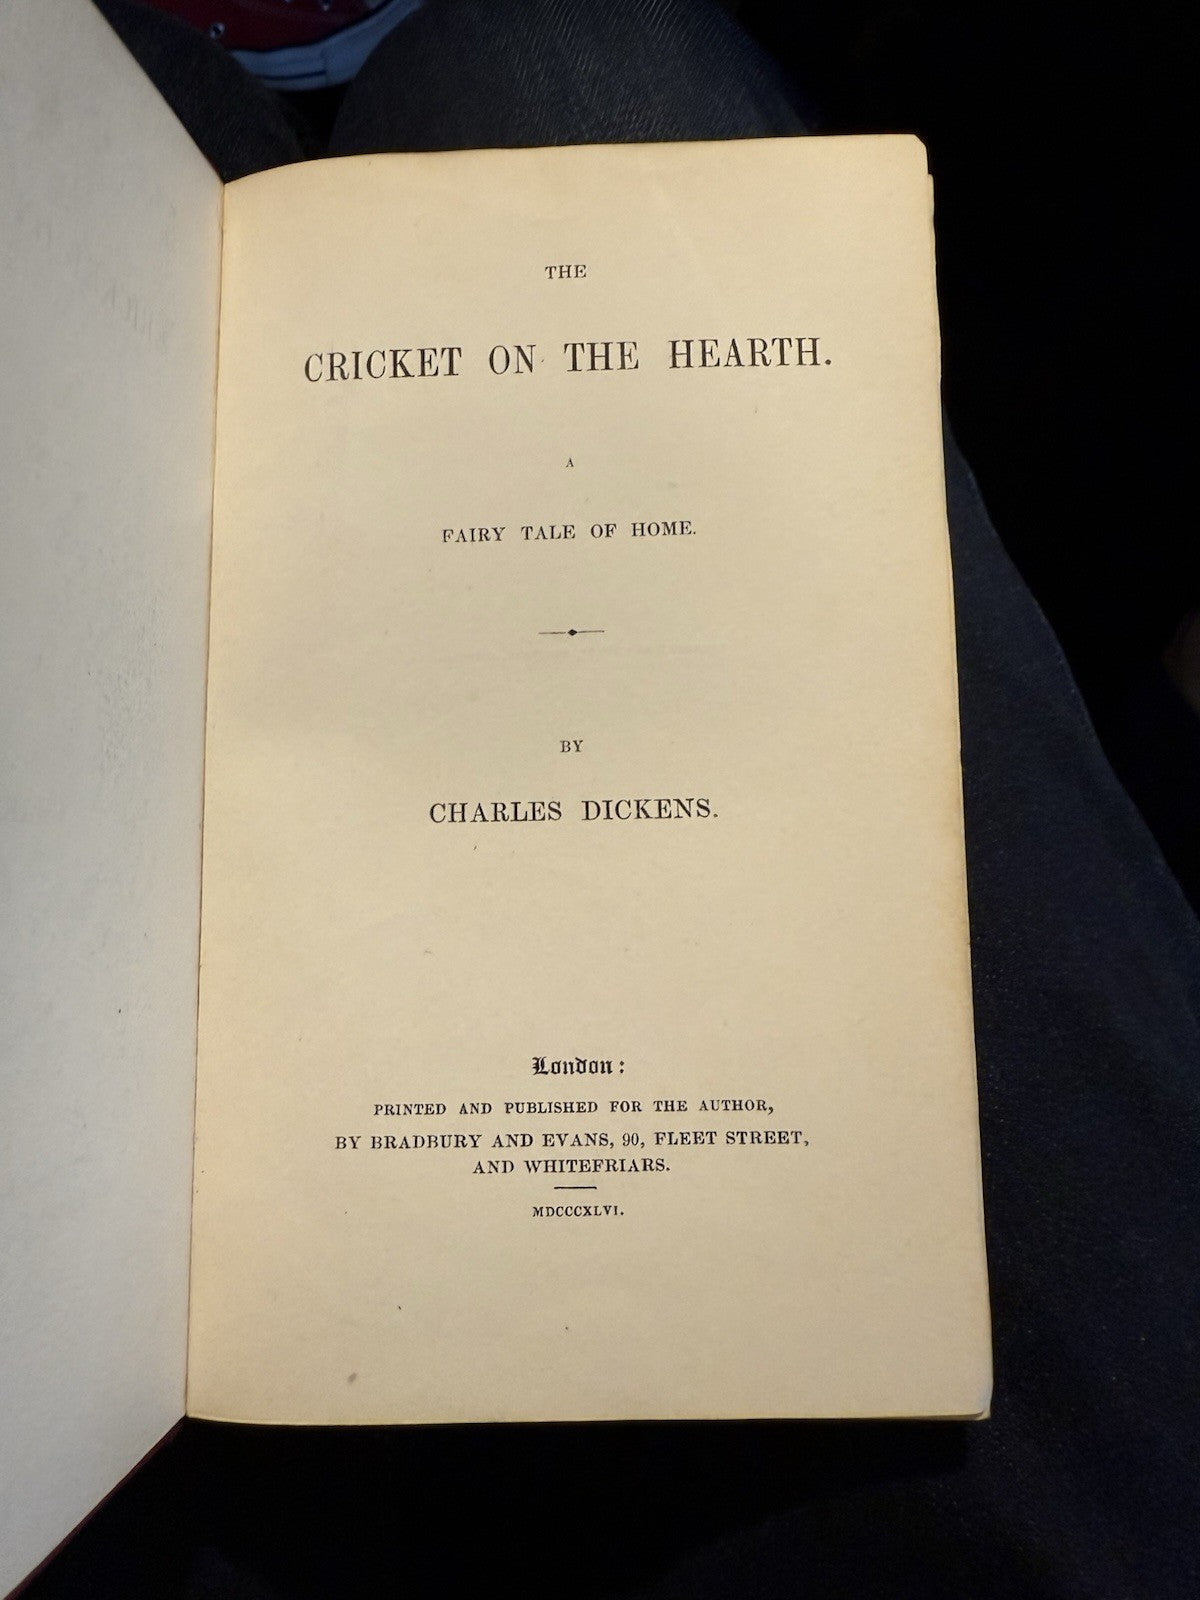 THE
CRICKET ON THE HEARTH.
A
FAIRY TALE OF HOME.
BY
CHARLES DICKENS.
London:
PRINTED AND PUBLISHED FOR THE AUTHOR,
BY BRADBURY AND EVANS, 90, FLEET STREET,
AND WHITEFRIARS.
MDCCCXLVI.